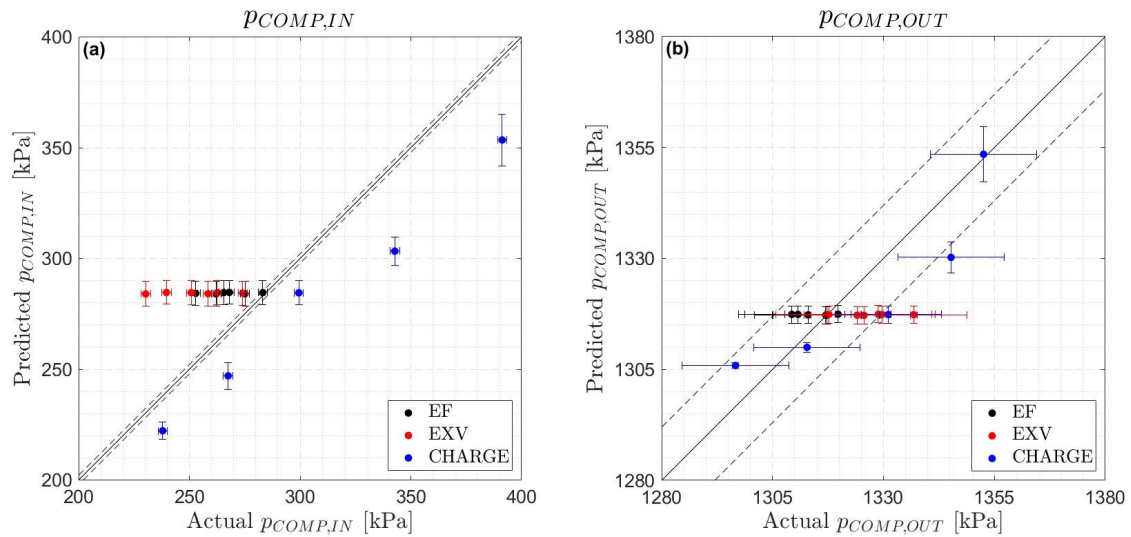 p_COMP,IN
(a)
400
350
300
250
200
200
250
300
350
400
Predicted p_COMP,IN [kPa]
Actual p_COMP,IN [kPa]
EF
EXV
CHARGE
p_COMP,OUT
(b)
1380
1355
1330
1305
1280
1280
1305
1330
1355
1380
Predicted p_COMP,OUT [kPa]
Actual p_COMP,OUT [kPa]
EF
EXV
CHARGE